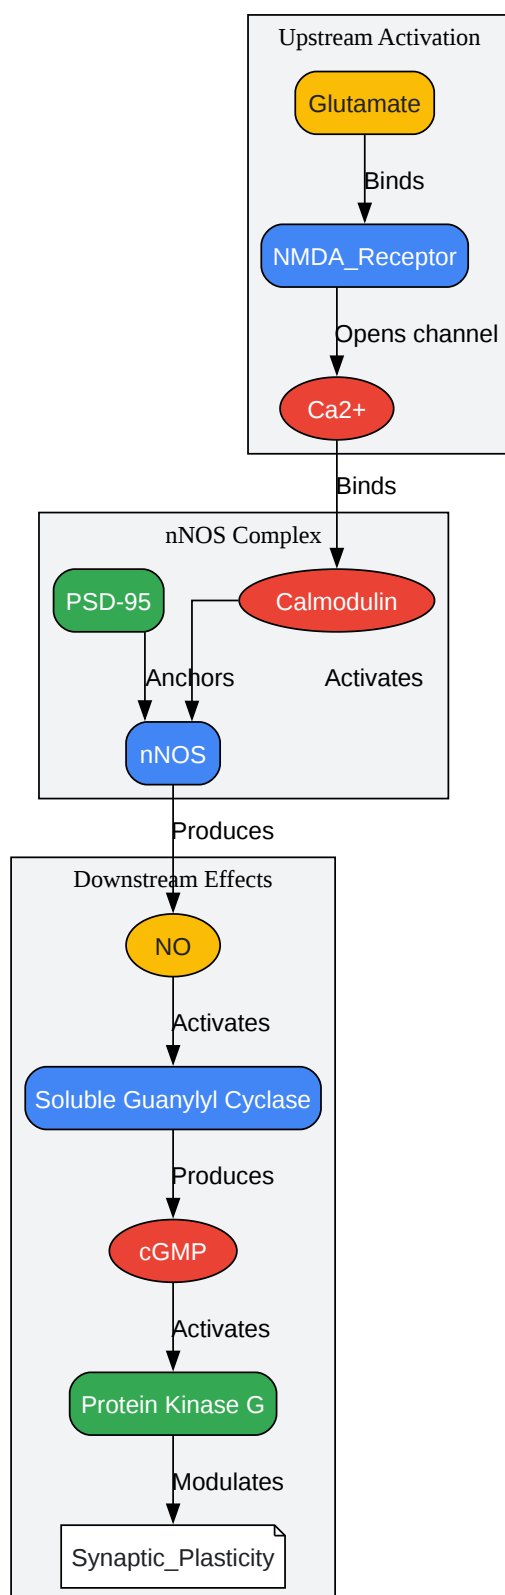 Upstream Activation
Glutamate
Binds
NMDA_Receptor
Opens channel
Ca2+
Binds
nNOS Complex
PSD-95
Calmodulin
Anchors
Activates
nNOS
Produces
Downstream Effects
NO
Activates
Soluble Guanylyl Cyclase
Produces
cGMP
Activates
Protein Kinase G
Modulates
Synaptic_Plasticity